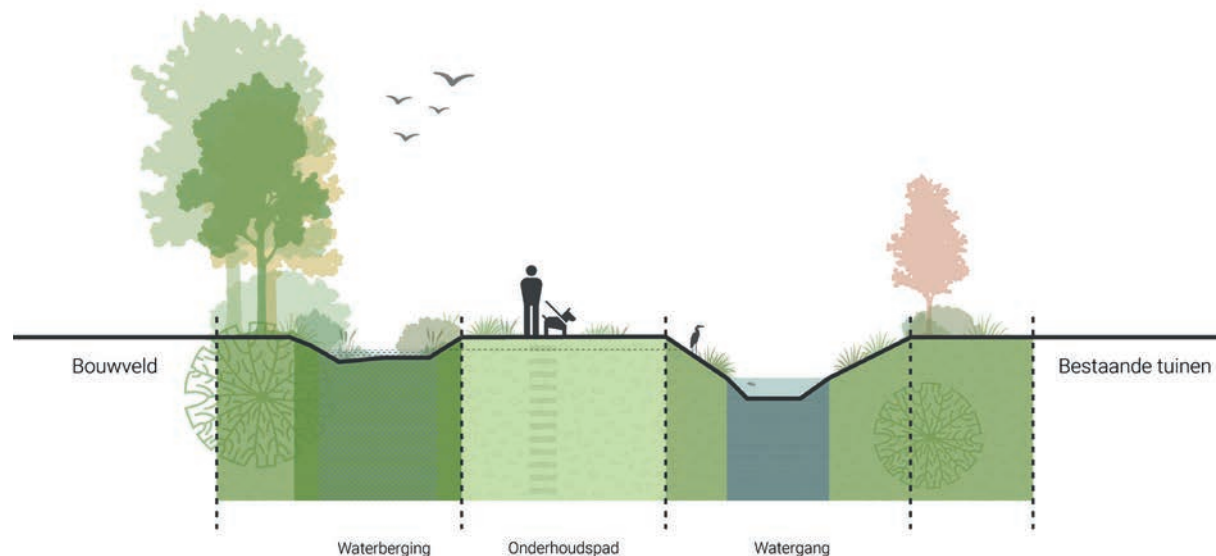 Bouwveld
Bestaande tuinen
Waterberging
Onderhoudspad
Watergang